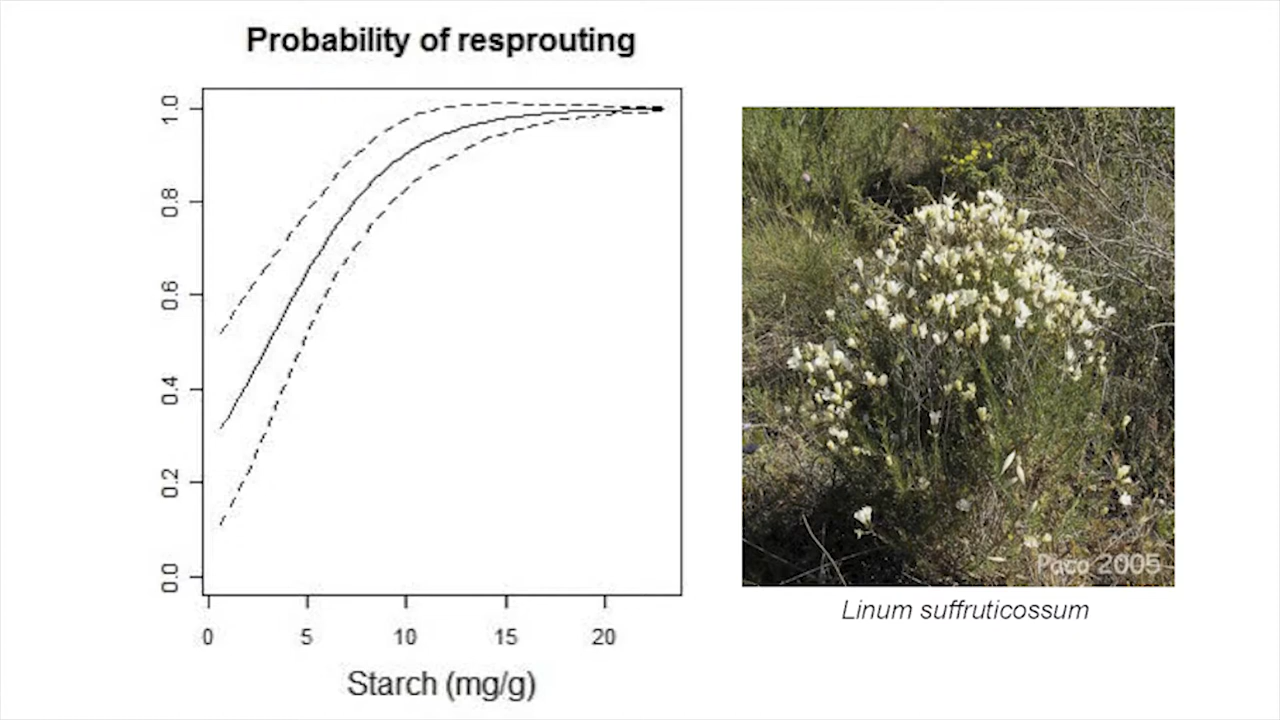 Probability of resprouting
1.0
0.8
0.6
0.4
0.2
0.0
0 5 10 15 20
Starch (mg/g)
Paco 2005
Linum suffruticossum